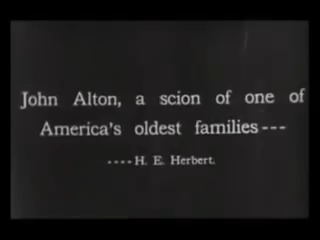 John Alton, a scion of one of
America's oldest families---
----H. E. Herbert.